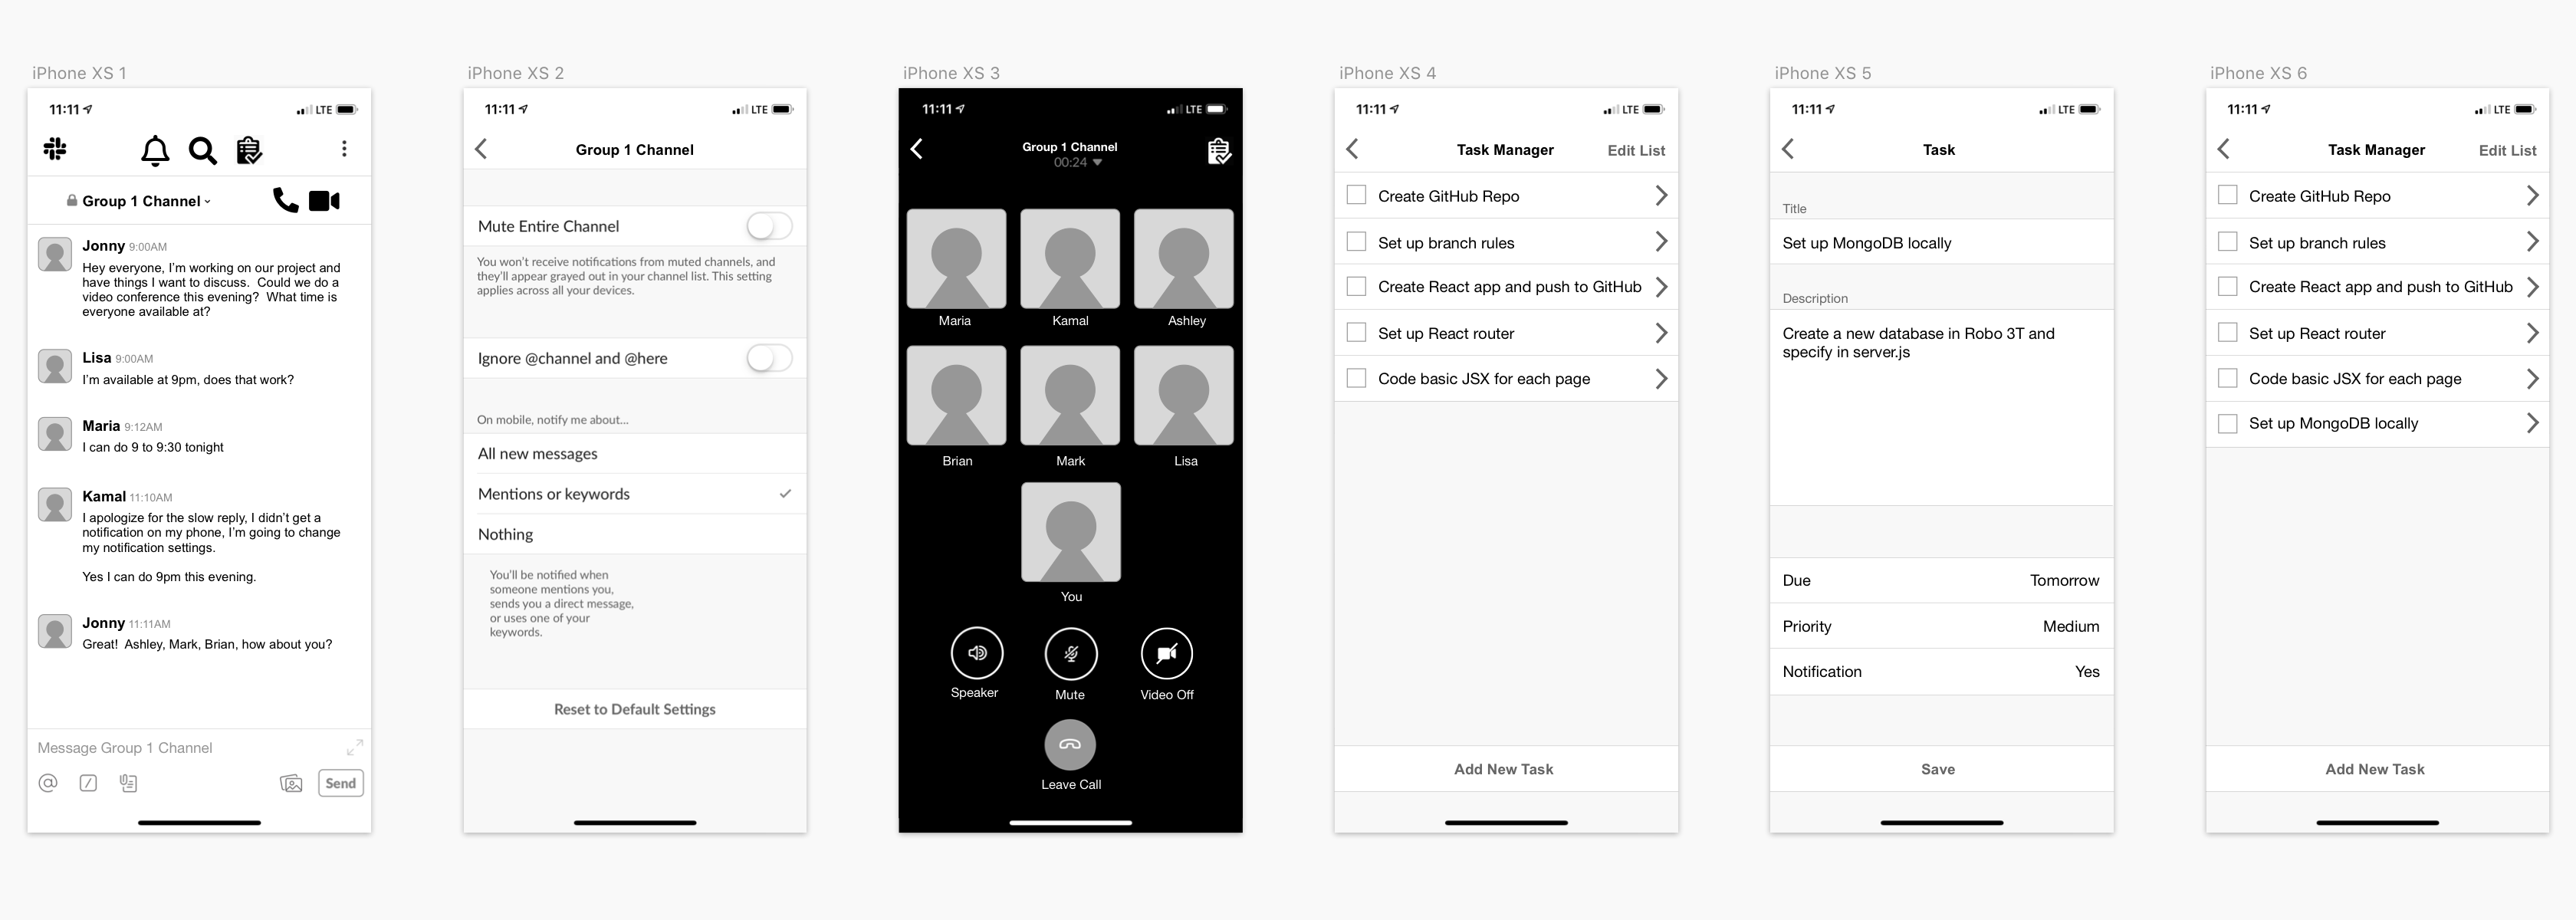 iPhone XS 1
11:11
LTE
Group 1 Channel
Jonny 9:00AM
Hey everyone, I'm working on our project and
have things I want to discuss.  Could we do a
video conference this evening?  What time is
everyone available at?
Lisa 9:00AM
I'm available at 9pm, does that work?
Maria 9:12AM
I can do 9 to 9:30 tonight
Kamal 11:10AM
I apologize for the slow reply, I didn't get a
notification on my phone, I'm going to change
my notification settings.
Yes I can do 9pm this evening.
Jonny 11:11AM
Great!  Ashley, Mark, Brian, how about you?
Message Group 1 Channel
@ /
Send
iPhone XS 2
11:11
LTE
Group 1 Channel
Mute Entire Channel
You won't receive notifications from muted channels, and
they'll appear grayed out in your channel list. This setting
applies across all your devices.
Ignore @channel and @here
On mobile, notify me about...
All new messages
Mentions or keywords
Nothing
You'll be notified when
someone mentions you,
sends you a direct message,
or uses one of your
keywords.
Reset to Default Settings
iPhone XS 3
11:11
LTE
Group 1 Channel
00:24
Maria Kamal Ashley
Brian Mark Lisa
You
Speaker Mute Video Off
Leave Call
iPhone XS 4
11:11
LTE
Task Manager Edit List
Create GitHub Repo
Set up branch rules
Create React app and push to GitHub
Set up React router
Code basic JSX for each page
Add New Task
iPhone XS 5
11:11
LTE
Task
Title
Set up MongoDB locally
Description
Create a new database in Robo 3T and
specify in server.js
Due Tomorrow
Priority Medium
Notification Yes
Save
iPhone XS 6
11:11
LTE
Task Manager Edit List
Create GitHub Repo
Set up branch rules
Create React app and push to GitHub
Set up React router
Code basic JSX for each page
Set up MongoDB locally
Add New Task